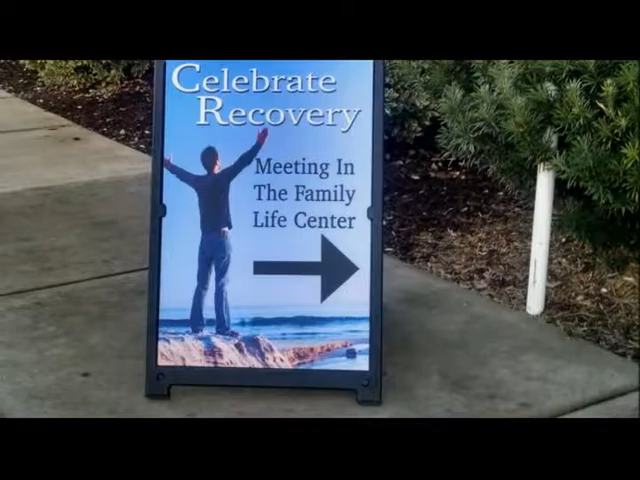 Celebrate
Recovery
Meeting In
The Family
Life Center